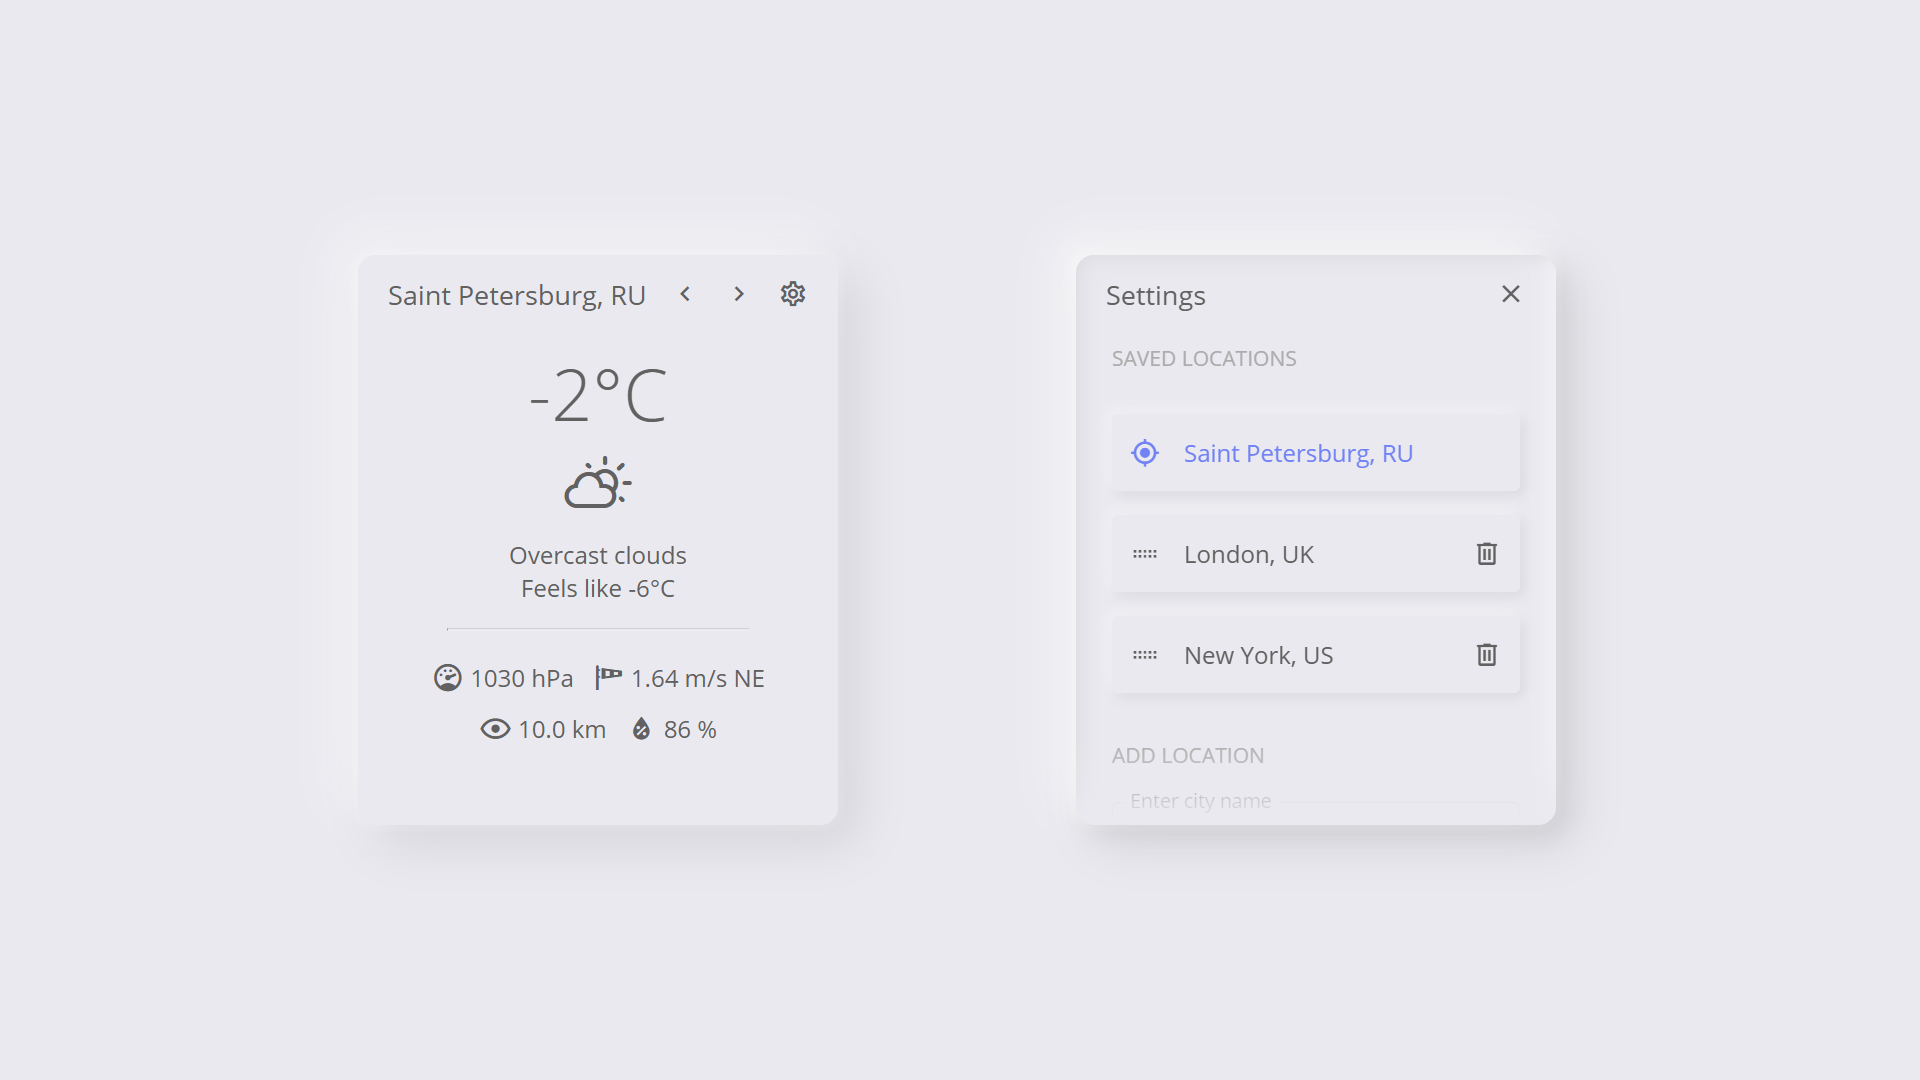 Saint Petersburg, RU
-2°C
Overcast clouds
Feels like -6°C
1030 hPa 1.64 m/s NE
10.0 km 86 %
Settings
SAVED LOCATIONS
Saint Petersburg, RU
London, UK
New York, US
ADD LOCATION
Enter city name